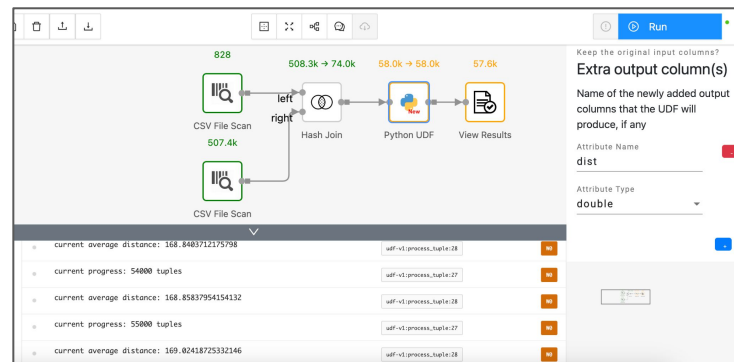 Run
828
508.3k → 74.0k
58.0k → 58.0k
57.6k
left
right
New
CSV File Scan
Hash Join
Python UDF
View Results
507.4k
CSV File Scan
Keep the original input columns?
Extra output column(s)
Name of the newly added output
columns that the UDF will
produce, if any
Attribute Name
dist
Attribute Type
double
current average distance: 168.8403712175798
udf-v1:process_tuple:28
NO
current progress: 54000 tuples
udf-v1:process_tuple:27
NO
current average distance: 168.85837954154132
udf-v1:process_tuple:28
NO
current progress: 55000 tuples
udf-v1:process_tuple:27
NO
current average distance: 169.02418725332146
udf-v1:process_tuple:28
NO